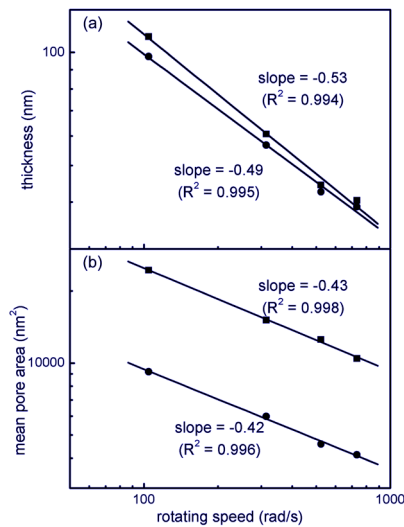 (a)
100
slope = -0.53
(R² = 0.994)
slope = -0.49
(R² = 0.995)
thickness (nm)
(b)
slope = -0.43
(R² = 0.998)
10000
slope = -0.42
(R² = 0.996)
mean pore area (nm²)
100
1000
rotating speed (rad/s)